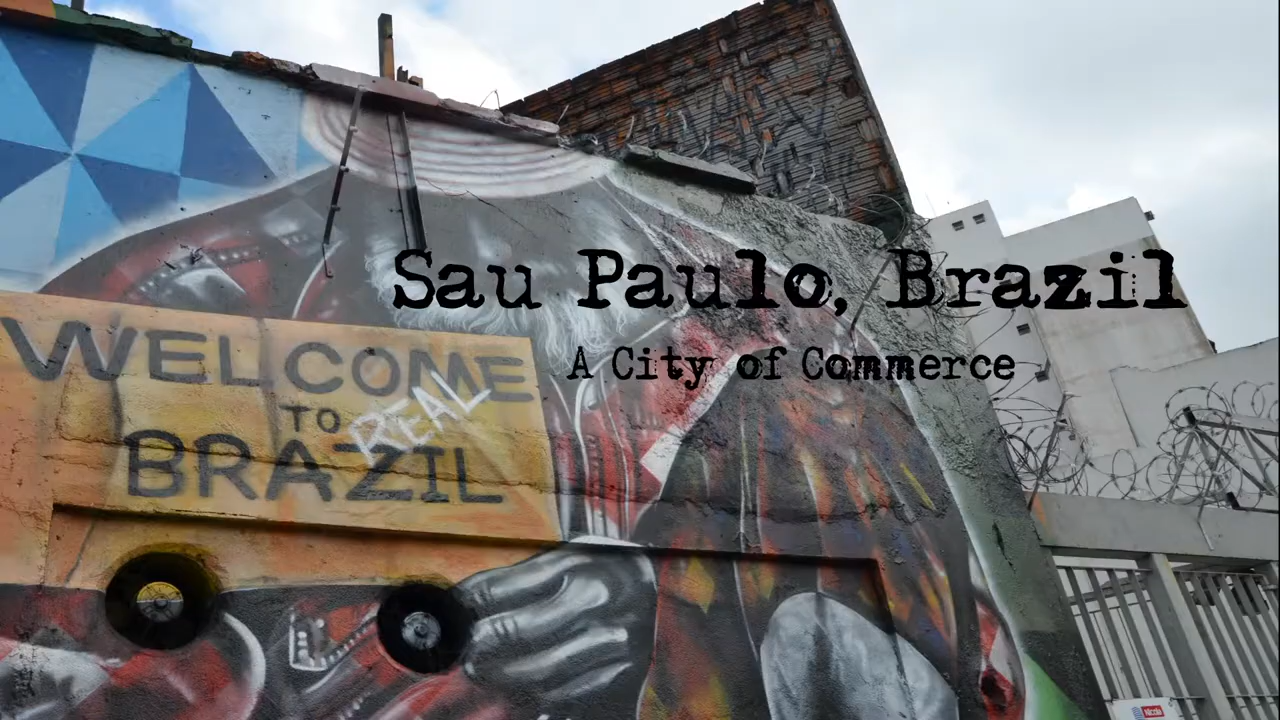 Sau Paulo, Brazil
A City of Commerce
WELCOME
TO
REAL
BRAZIL